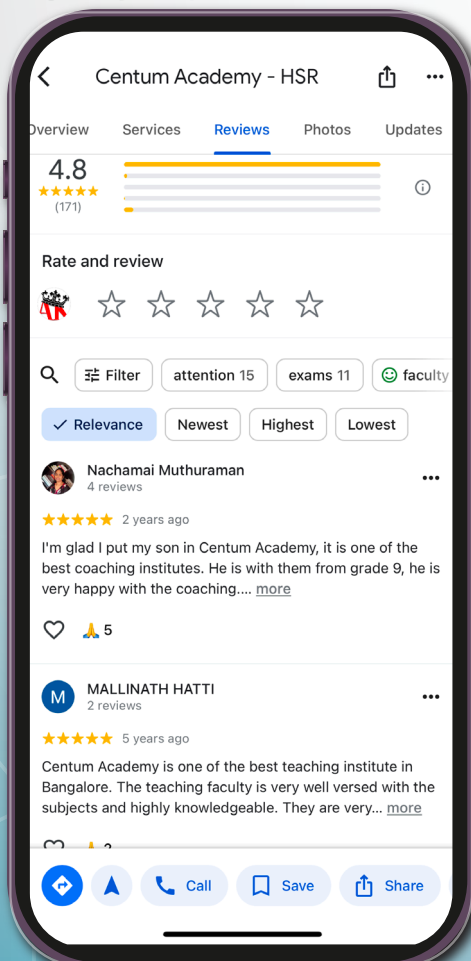 Centum Academy - HSR
Overview Services Reviews Photos Updates
4.8
(171)
Rate and review
AK
Filter attention 15 exams 11 faculty
Relevance Newest Highest Lowest
Nachamai Muthuraman
4 reviews
2 years ago
I'm glad I put my son in Centum Academy, it is one of the
best coaching institutes. He is with them from grade 9, he is
very happy with the coaching.... more
5
M MALLINATH HATTI
2 reviews
5 years ago
Centum Academy is one of the best teaching institute in
Bangalore. The teaching faculty is very well versed with the
subjects and highly knowledgeable. They are very... more
Call Save Share